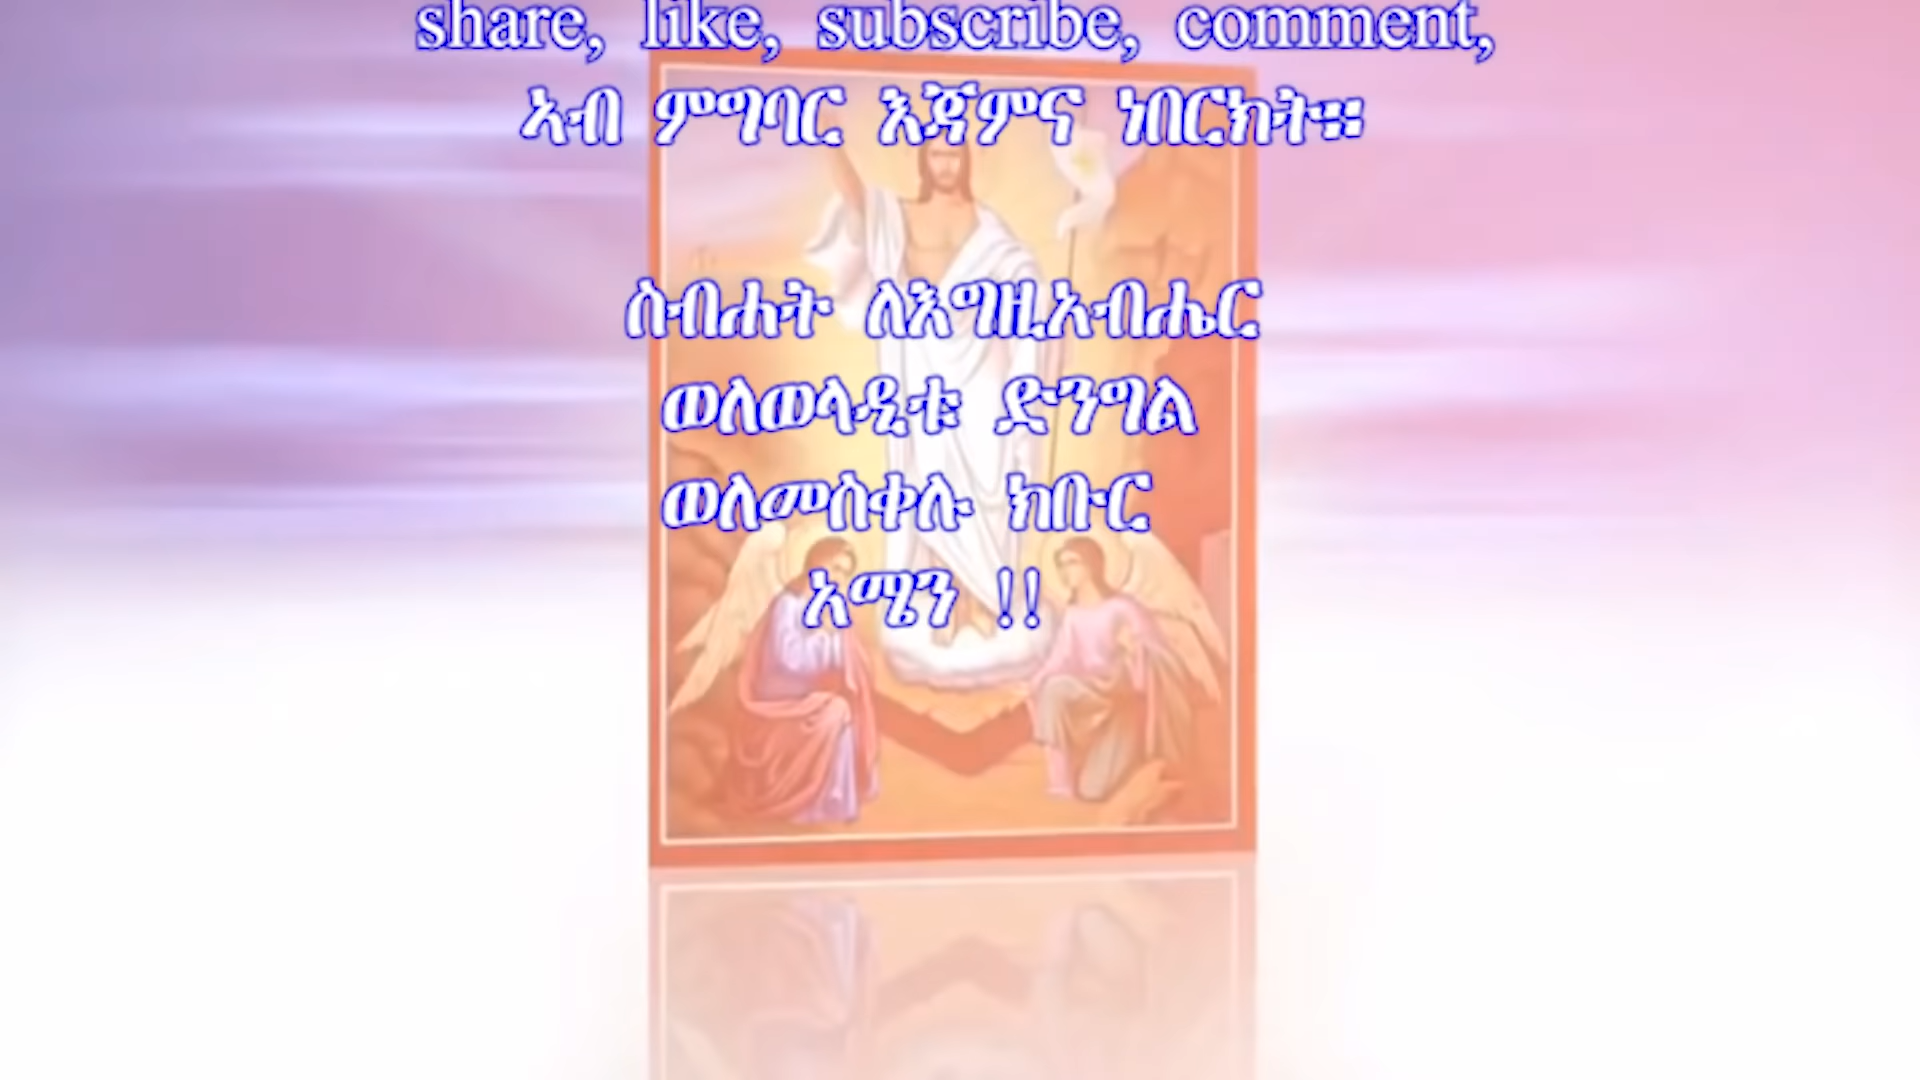 share, like, subscribe, comment,
ኣብ ምግባር እጃምና ነበርክት።
ስብሐት ለእግዚአብሔር
ወለወላዲቱ ድንግል
ወለመስቀሉ ክቡር
አሜን !!